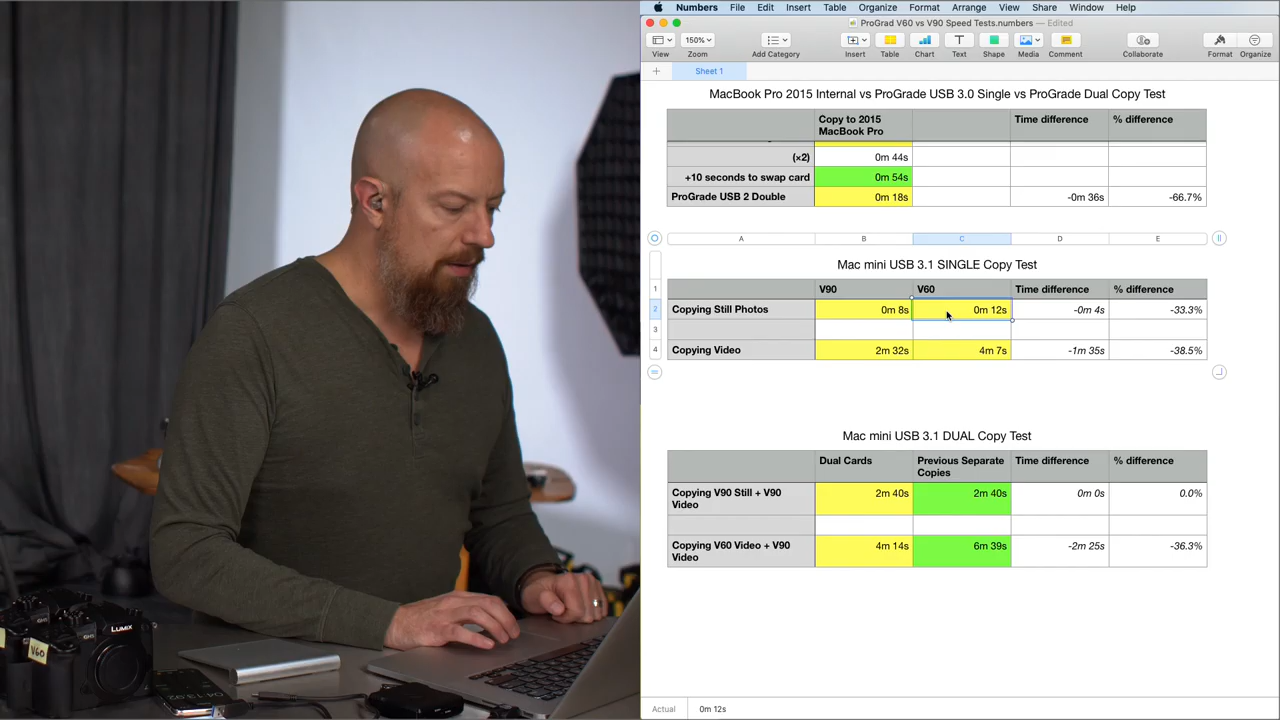 Numbers File Edit Insert Table Organize Format Arrange View Share Window Help
ProGrad V60 vs V90 Speed Tests.numbers — Edited
150%
View Zoom Add Category Insert Table Chart Text Shape Media Comment Collaborate Format Organize
Sheet 1
MacBook Pro 2015 Internal vs ProGrade USB 3.0 Single vs ProGrade Dual Copy Test
Copy to 2015 MacBook Pro Time difference % difference
(×2) 0m 44s
+10 seconds to swap card 0m 54s
ProGrade USB 2 Double 0m 18s -0m 36s -66.7%
A B C D E
Mac mini USB 3.1 SINGLE Copy Test
1 V90 V60 Time difference % difference
2 Copying Still Photos 0m 8s 0m 12s -0m 4s -33.3%
3
4 Copying Video 2m 32s 4m 7s -1m 35s -38.5%
Mac mini USB 3.1 DUAL Copy Test
Dual Cards Previous Separate Copies Time difference % difference
Copying V90 Still + V90 Video 2m 40s 2m 40s 0m 0s 0.0%
Copying V60 Video + V90 Video 4m 14s 6m 39s -2m 25s -36.3%
Actual 0m 12s
LUMIX
GH5
GH5
V60
04:13.92